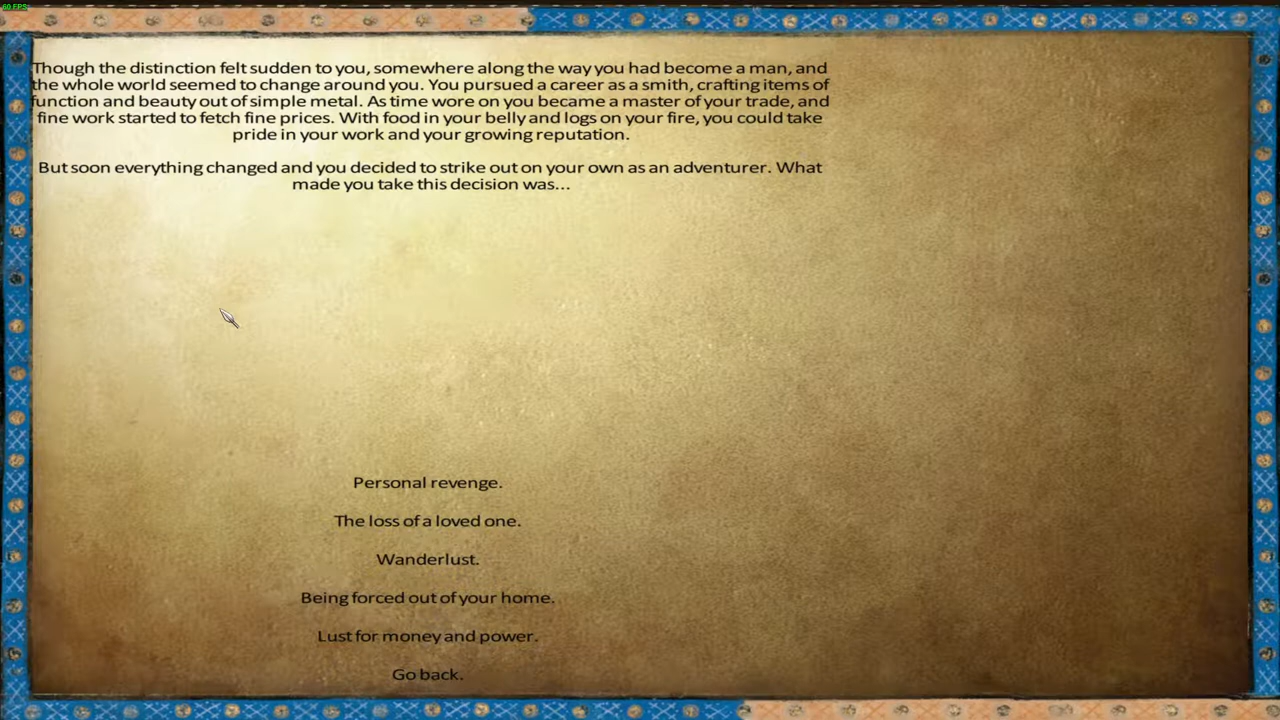 60 FPS
Though the distinction felt sudden to you, somewhere along the way you had become a man, and
the whole world seemed to change around you. You pursued a career as a smith, crafting items of
function and beauty out of simple metal. As time wore on you became a master of your trade, and
fine work started to fetch fine prices. With food in your belly and logs on your fire, you could take
pride in your work and your growing reputation.
But soon everything changed and you decided to strike out on your own as an adventurer. What
made you take this decision was...
Personal revenge.
The loss of a loved one.
Wanderlust.
Being forced out of your home.
Lust for money and power.
Go back.